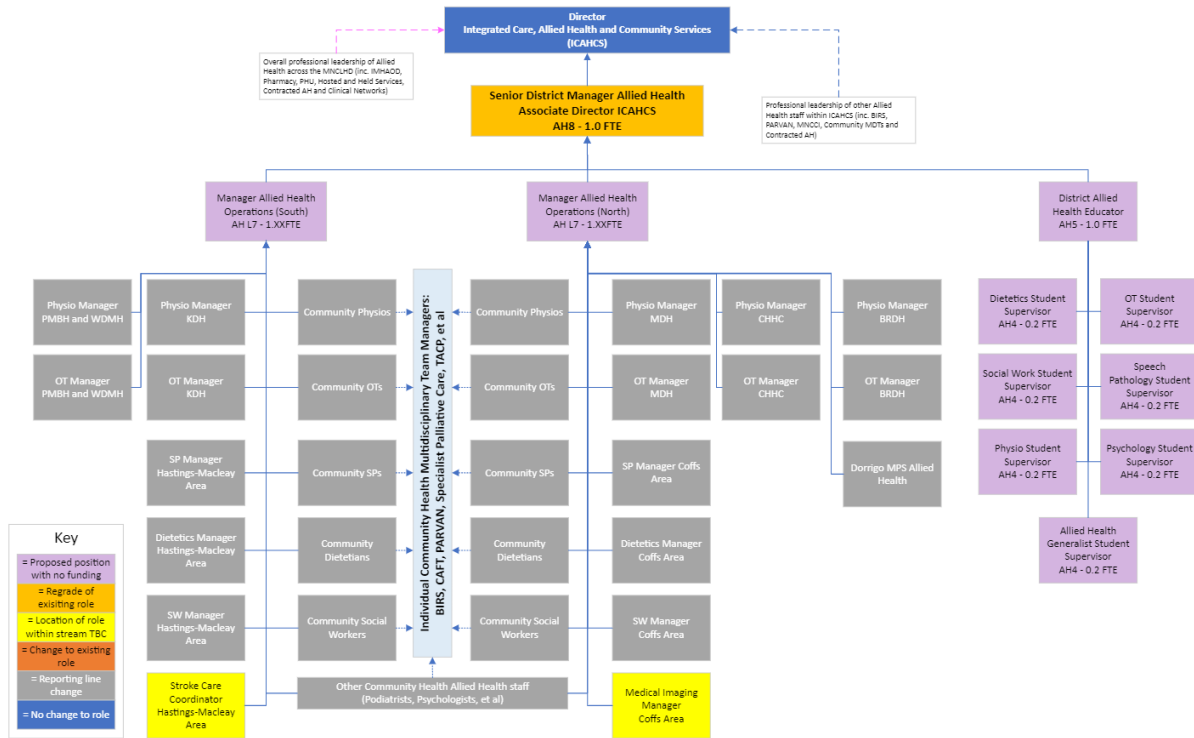 Director
Integrated Care, Allied Health and Community Services
(ICAHCS)
Overall professional leadership of Allied
Health across the MNCLHD (inc. IMHAOD,
Pharmacy, PHU, Hosted and Held Services,
Contracted AH and Clinical Networks)
Senior District Manager Allied Health
Associate Director ICAHCS
AH8 - 1.0 FTE
Professional leadership of other Allied
Health staff within ICAHCS (inc. BIRS,
PARVAN, MNCCI, Community MDTs and
Contracted AH)
Manager Allied Health
Operations (South)
AH L7 - 1.XXFTE
Manager Allied Health
Operations (North)
AH L7 - 1.XXFTE
District Allied
Health Educator
AH5 - 1.0 FTE
Physio Manager
PMBH and WDMH
Physio Manager
KDH
Community Physios
Individual Community Health Multidisciplinary Team Managers:
BIRS, CAFT, PARVAN, Specialist Palliative Care, TACP, et al
Community Physios
Physio Manager
MDH
Physio Manager
CHHC
Physio Manager
BRDH
OT Manager
PMBH and WDMH
OT Manager
KDH
Community OTs
Community OTs
OT Manager
MDH
OT Manager
CHHC
OT Manager
BRDH
SP Manager
Hastings-Macleay
Area
Community SPs
Community SPs
SP Manager Coffs
Area
Dorrigo MPS Allied
Health
Dietetics Manager
Hastings-Macleay
Area
Community
Dietetians
Community
Dietetians
Dietetics Manager
Coffs Area
SW Manager
Hastings-Macleay
Area
Community Social
Workers
Community Social
Workers
SW Manager
Coffs Area
Stroke Care
Coordinator
Hastings-Macleay
Area
Other Community Health Allied Health staff
(Podiatrists, Psychologists, et al)
Medical Imaging
Manager
Coffs Area
Dietetics Student
Supervisor
AH4 - 0.2 FTE
OT Student
Supervisor
AH4 - 0.2 FTE
Social Work Student
Supervisor
AH4 - 0.2 FTE
Speech
Pathology Student
Supervisor
AH4 - 0.2 FTE
Physio Student
Supervisor
AH4 - 0.2 FTE
Psychology Student
Supervisor
AH4 - 0.2 FTE
Allied Health
Generalist Student
Supervisor
AH4 - 0.2 FTE
Key
= Proposed position
with no funding
= Regrade of
exisiting role
= Location of role
within stream TBC
= Change to existing
role
= Reporting line
change
= No change to role